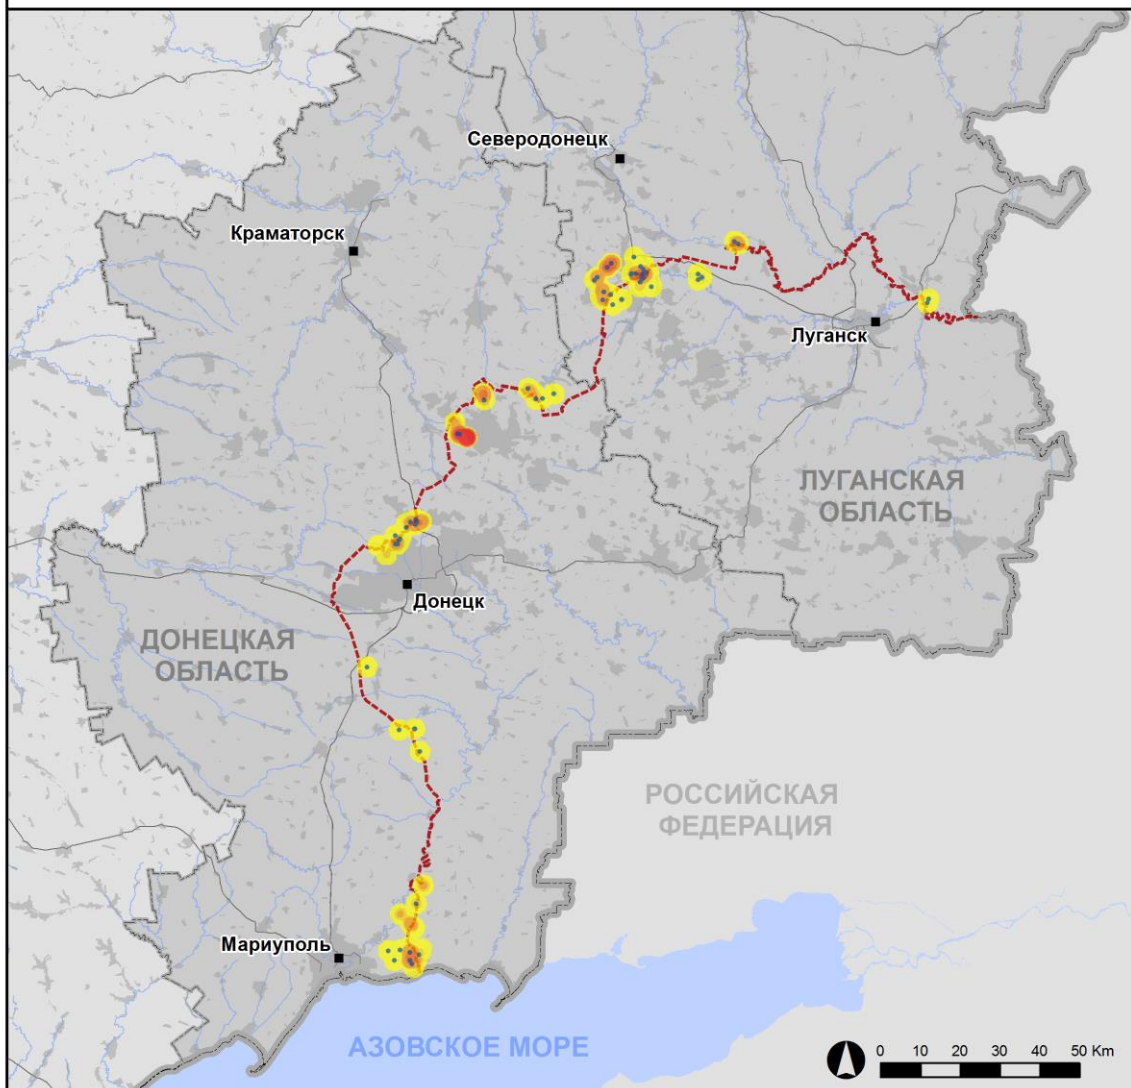 Северодонецк
Краматорск
Луганск
ЛУГАНСКАЯ
ОБЛАСТЬ
Донецк
ДОНЕЦКАЯ
ОБЛАСТЬ
РОССИЙСКАЯ
ФЕДЕРАЦИЯ
Мариуполь
АЗОВСКОЕ МОРЕ
0 10 20 30 40 50 Km